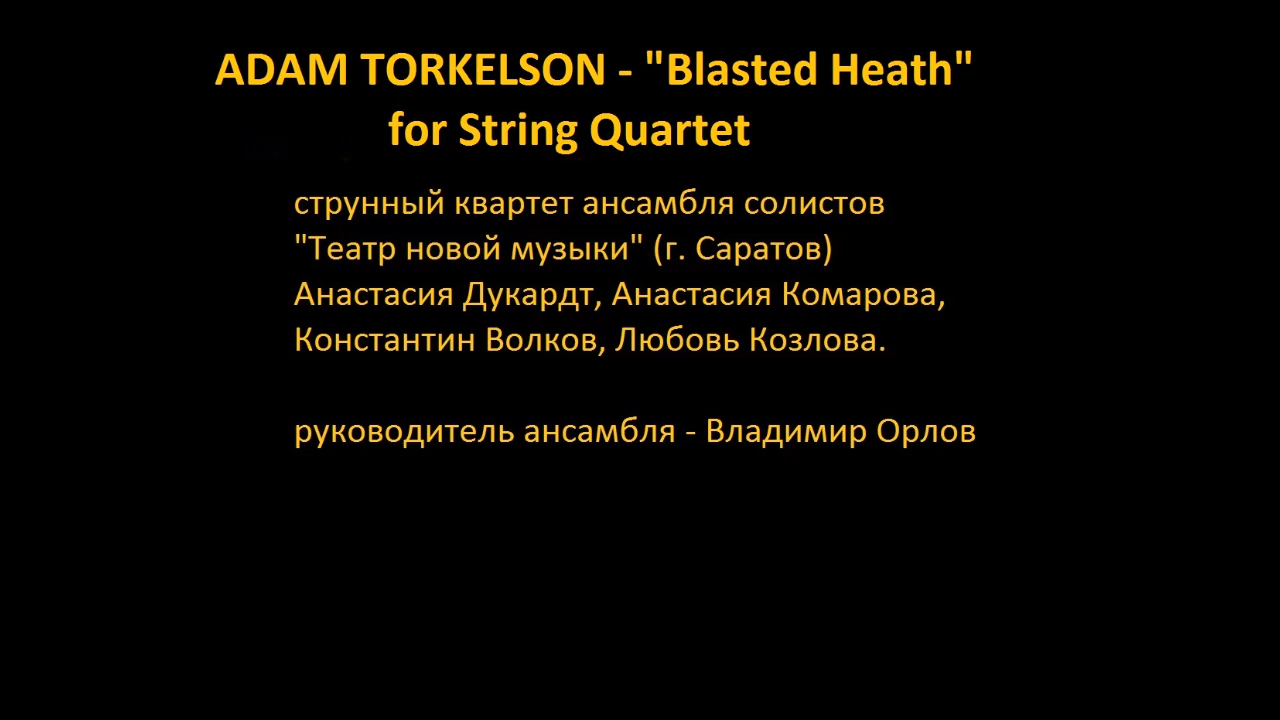 ADAM TORKELSON - "Blasted Heath"
for String Quartet
струнный квартет ансамбля солистов
"Театр новой музыки" (г. Саратов)
Анастасия Дукардт, Анастасия Комарова,
Константин Волков, Любовь Козлова.
руководитель ансамбля - Владимир Орлов